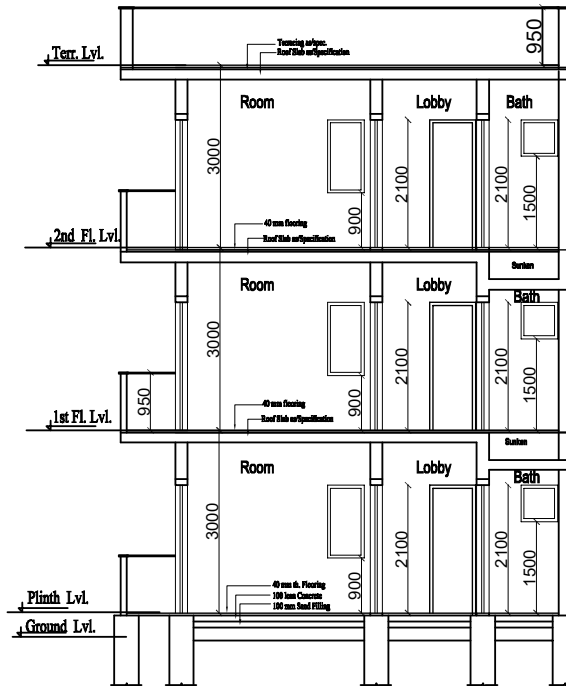 950
Terr. Lvl.
Terracing as/spec.
Roof Slab as/Specification
Room
Lobby
Bath
3000
2100
2100
900
1500
40 mm flooring
2nd Fl. Lvl.
Roof Slab as/Specification
Sunken
Room
Lobby
Bath
3000
2100
2100
950
900
1500
40 mm flooring
1st Fl. Lvl.
Roof Slab as/Specification
Sunken
Room
Lobby
Bath
3000
2100
2100
900
1500
40 mm th. Flooring
Plinth Lvl.
Concrete
100 mm Sand Filling
Ground Lvl.